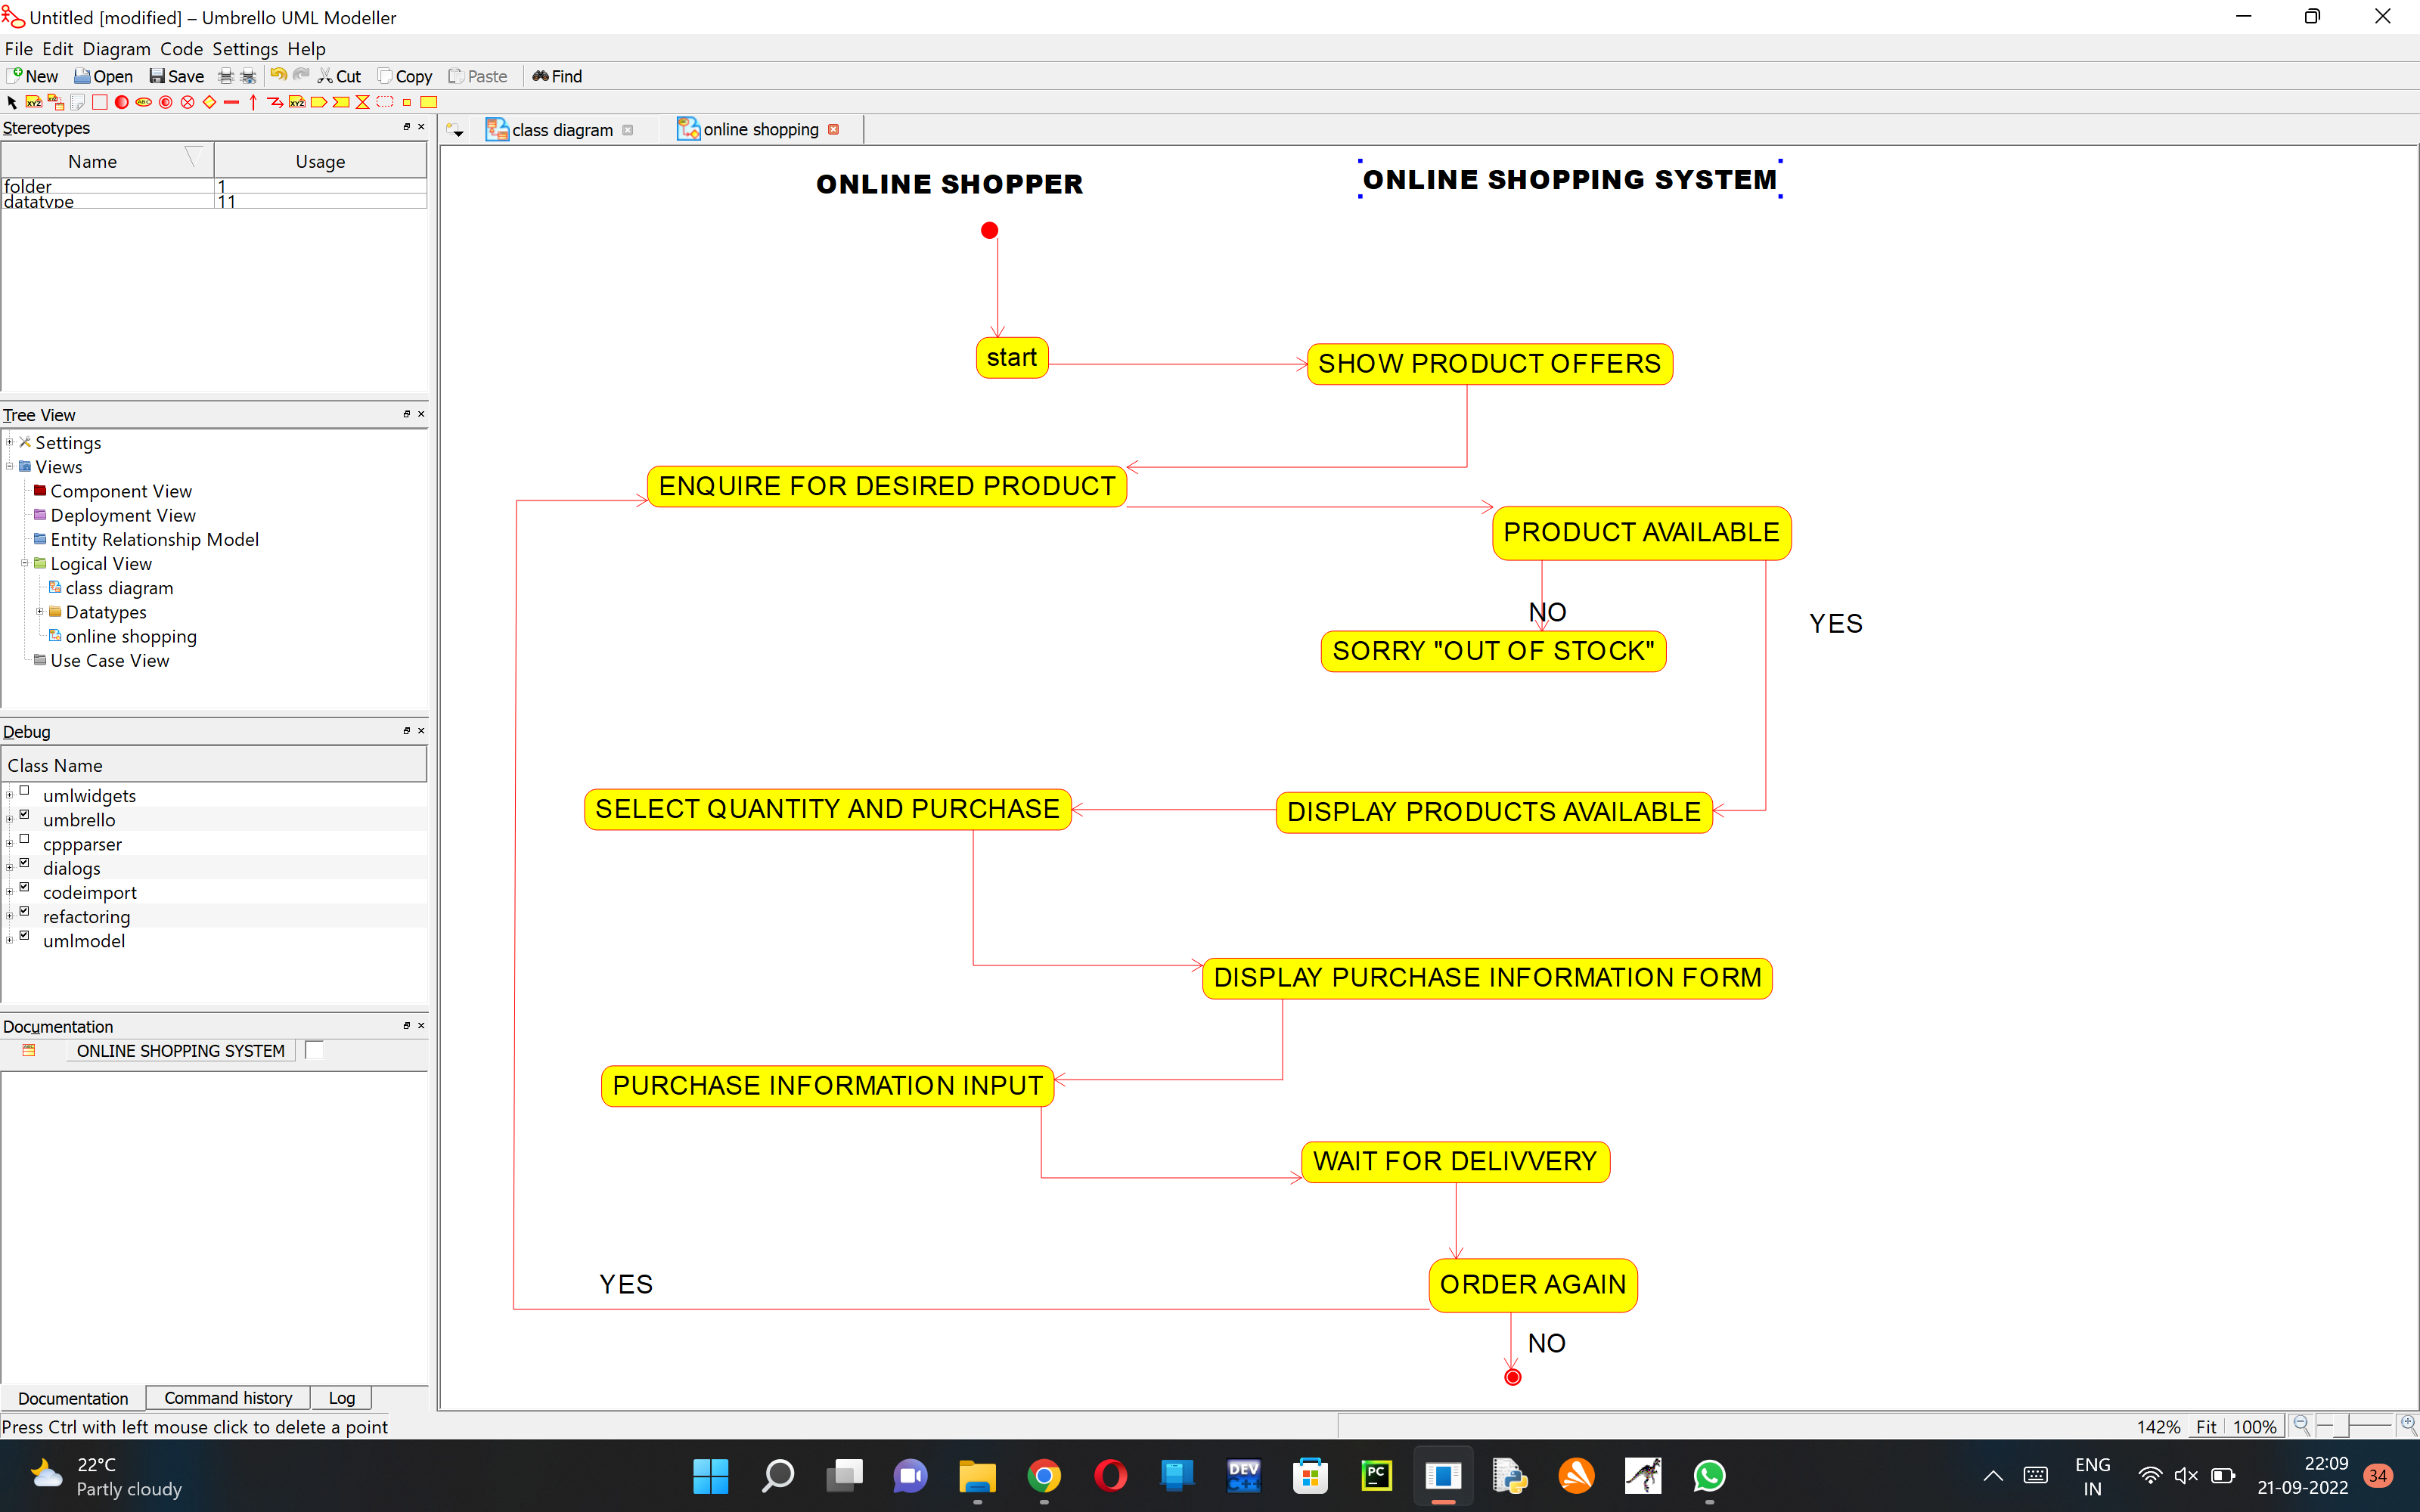 Untitled [modified] – Umbrello UML Modeller
File Edit Diagram Code Settings Help
New Open Save Cut Copy Paste Find
Stereotypes
Name Usage
folder 1
datatype 11
Tree View
Settings
Views
Component View
Deployment View
Entity Relationship Model
Logical View
class diagram
Datatypes
online shopping
Use Case View
Debug
Class Name
umlwidgets
umbrello
cppparser
dialogs
codeimport
refactoring
umlmodel
Documentation
ONLINE SHOPPING SYSTEM
Documentation Command history Log
Press Ctrl with left mouse click to delete a point
class diagram online shopping
ONLINE SHOPPER ONLINE SHOPPING SYSTEM
start SHOW PRODUCT OFFERS
ENQUIRE FOR DESIRED PRODUCT
PRODUCT AVAILABLE
NO YES
SORRY "OUT OF STOCK"
SELECT QUANTITY AND PURCHASE DISPLAY PRODUCTS AVAILABLE
DISPLAY PURCHASE INFORMATION FORM
PURCHASE INFORMATION INPUT
WAIT FOR DELIVVERY
YES ORDER AGAIN
NO
142% Fit 100%
22°C
Partly cloudy
DEV
C++
PC
ENG
IN
22:09
21-09-2022
34